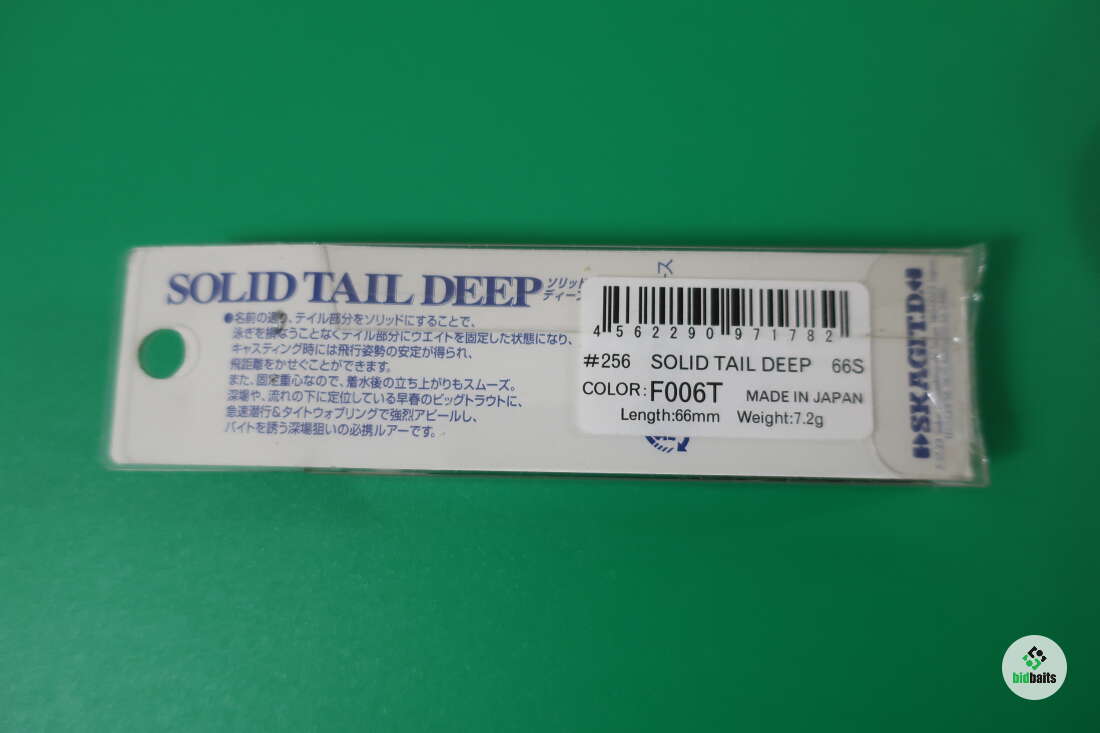 SOLID TAIL DEEP
ソリッド
ディープ
●名前の通り、テイル部分をソリッドにすることで、
泳ぎを損なうことなくテイル部分にウエイトを固定した状態になり、
キャスティング時には飛行姿勢の安定が得られ、
飛距離をかせぐことができます。
また、固定重心なので、着水後の立ち上がりもスムーズ。
深場や、流れの下に定位している早春のビッグトラウトに、
急速潜行&タイトウォブリングで強烈アピールし、
バイトを誘う深場狙いの必携ルアーです。
ス
4562290971782
#256 SOLID TAIL DEEP 66S
COLOR:F006T MADE IN JAPAN
Length:66mm Weight:7.2g
SKAGIT.D
bidbaits